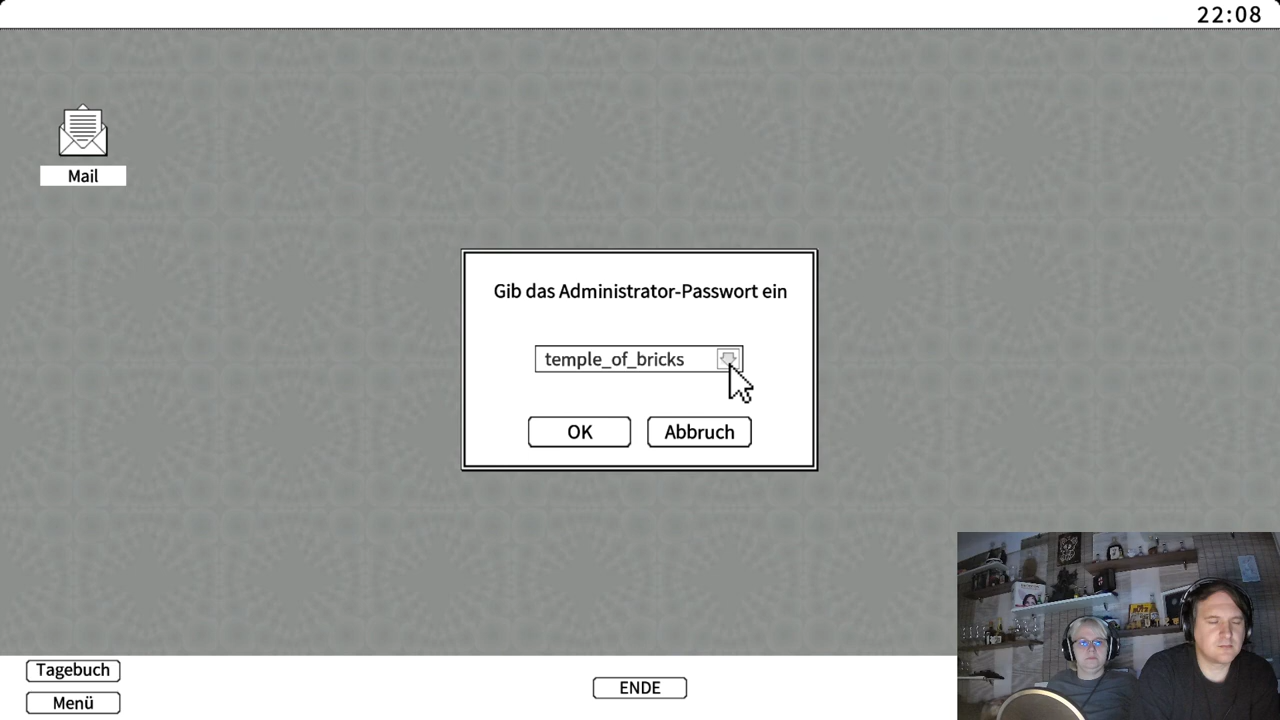 22:08
Mail
Gib das Administrator-Passwort ein
temple_of_bricks
OK
Abbruch
Tagebuch
Menü
ENDE